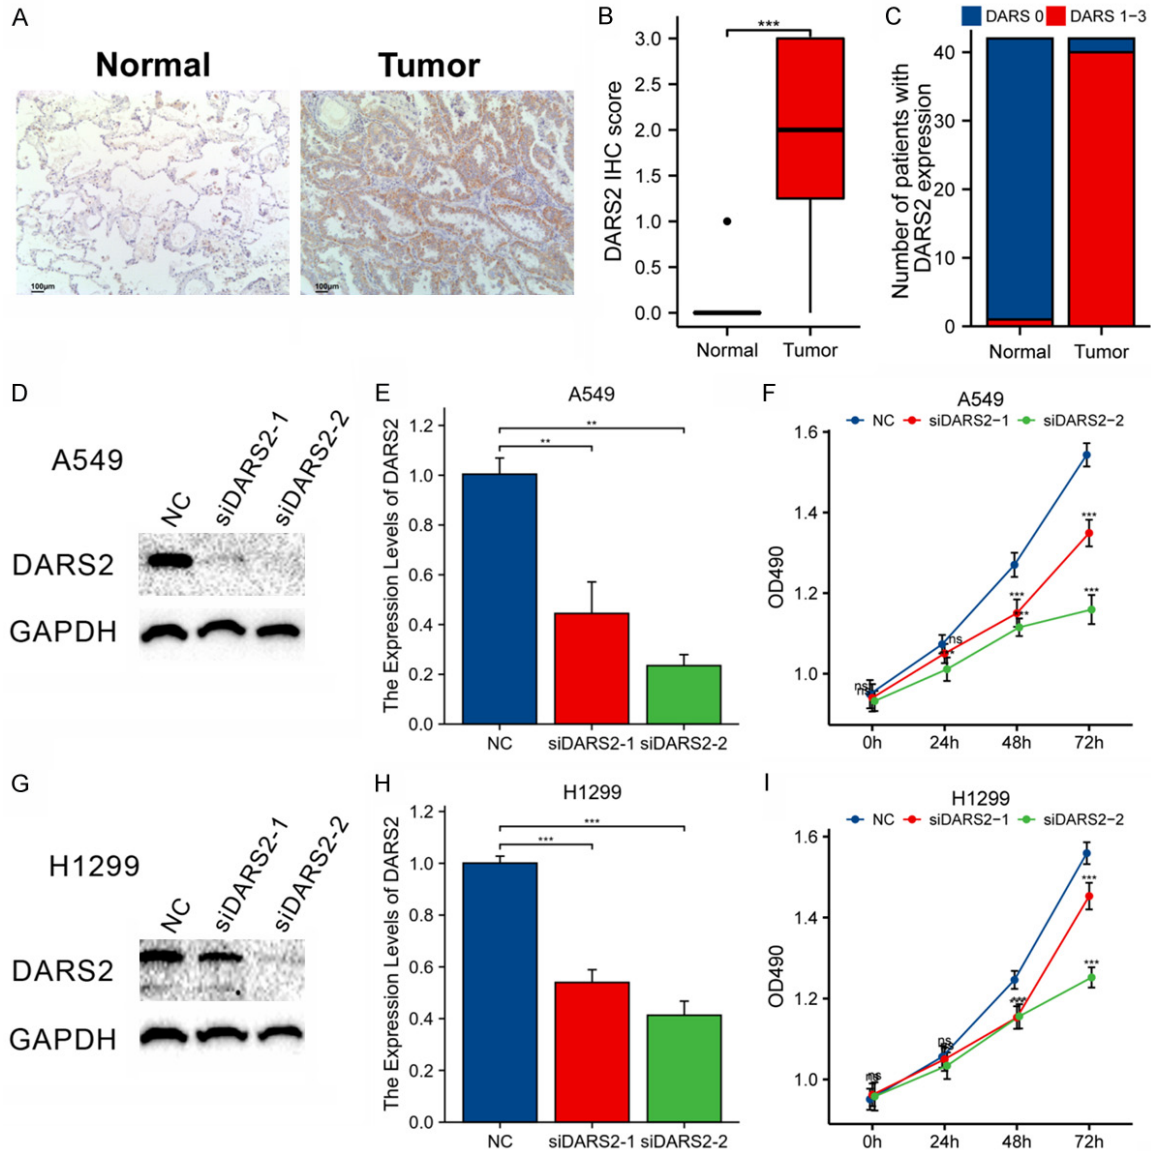 A
Normal
Tumor
100μm
100μm
B
DARS2 IHC score
3.0
2.5
2.0
1.5
1.0
0.5
0.0
***
Normal
Tumor
C
DARS 0
DARS 1−3
Number of patients with
DARS2 expression
40
30
20
10
0
Normal
Tumor
D
A549
NC
siDARS2-1
siDARS2-2
DARS2
GAPDH
E
A549
The Expression Levels of DARS2
1.2
1.0
0.8
0.6
0.4
0.2
0.0
**
**
NC
siDARS2-1
siDARS2-2
F
A549
NC
siDARS2−1
siDARS2−2
OD490
1.6
1.4
1.2
1.0
ns
ns
***
***
***
0h
24h
48h
72h
G
H1299
NC
siDARS2-1
siDARS2-2
DARS2
GAPDH
H
H1299
The Expression Levels of DARS2
1.2
1.0
0.8
0.6
0.4
0.2
0.0
***
***
NC
siDARS2-1
siDARS2-2
I
H1299
NC
siDARS2−1
siDARS2−2
OD490
1.6
1.4
1.2
1.0
ns
ns
***
***
***
0h
24h
48h
72h